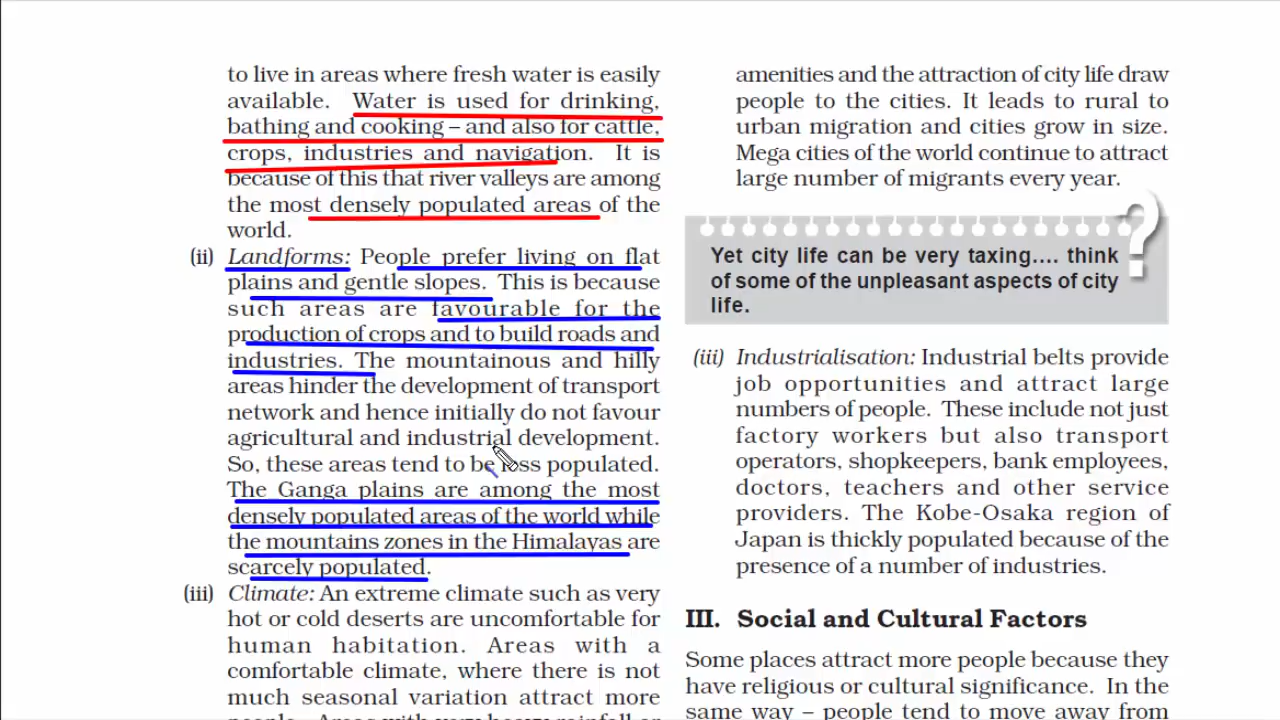 to live in areas where fresh water is easily
available. Water is used for drinking,
bathing and cooking – and also for cattle,
crops, industries and navigation. It is
because of this that river valleys are among
the most densely populated areas of the
world.
(ii) Landforms: People prefer living on flat
plains and gentle slopes. This is because
such areas are favourable for the
production of crops and to build roads and
industries. The mountainous and hilly
areas hinder the development of transport
network and hence initially do not favour
agricultural and industrial development.
So, these areas tend to be less populated.
The Ganga plains are among the most
densely populated areas of the world while
the mountains zones in the Himalayas are
scarcely populated.
(iii) Climate: An extreme climate such as very
hot or cold deserts are uncomfortable for
human habitation. Areas with a
comfortable climate, where there is not
much seasonal variation attract more
people. Areas with very heavy rainfall or
amenities and the attraction of city life draw
people to the cities. It leads to rural to
urban migration and cities grow in size.
Mega cities of the world continue to attract
large number of migrants every year.
?
Yet city life can be very taxing.... think
of some of the unpleasant aspects of city
life.
(iii) Industrialisation: Industrial belts provide
job opportunities and attract large
numbers of people. These include not just
factory workers but also transport
operators, shopkeepers, bank employees,
doctors, teachers and other service
providers. The Kobe-Osaka region of
Japan is thickly populated because of the
presence of a number of industries.
III. Social and Cultural Factors
Some places attract more people because they
have religious or cultural significance. In the
same way – people tend to move away from